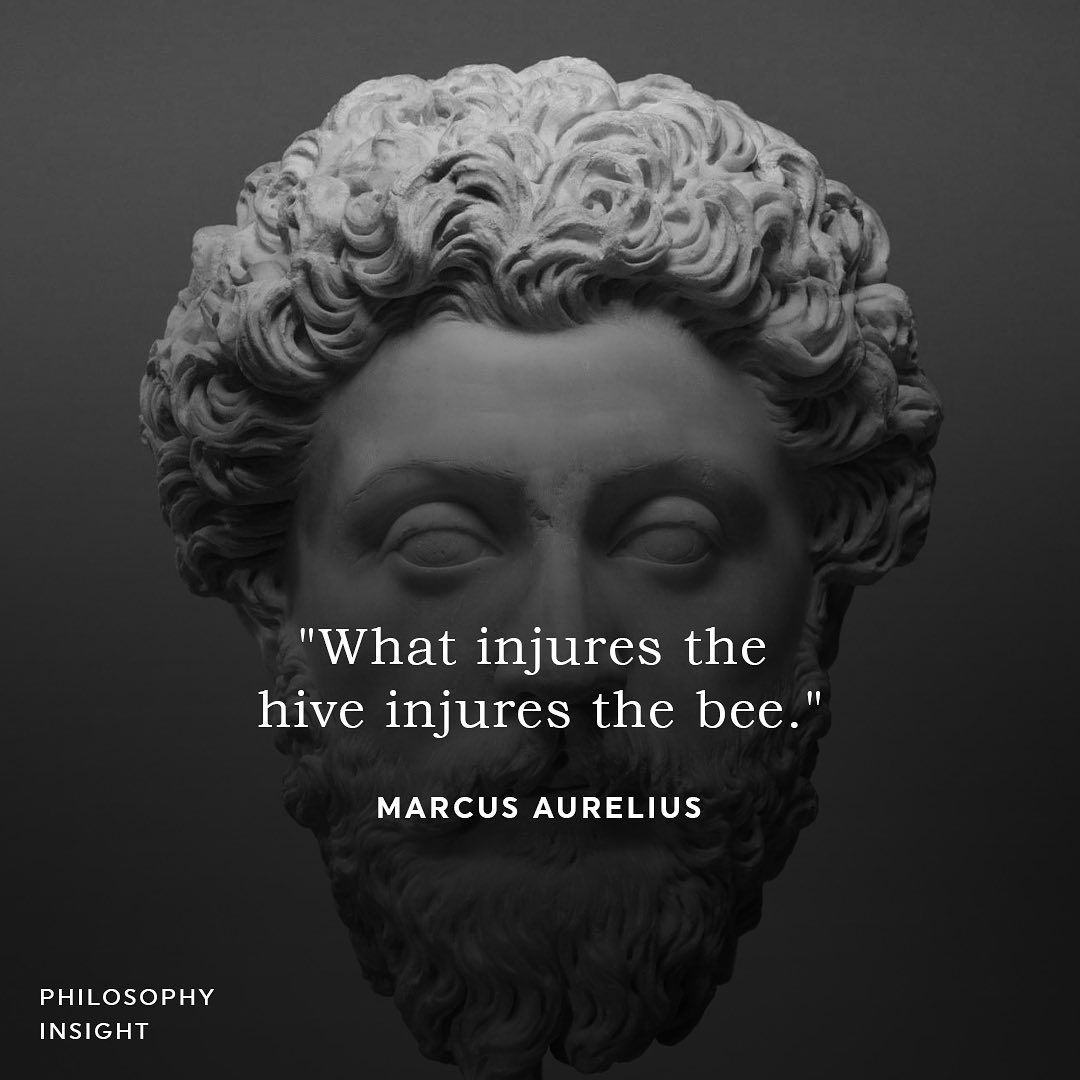 "What injures the
hive injures the bee."
MARCUS AURELIUS
PHILOSOPHY
INSIGHT